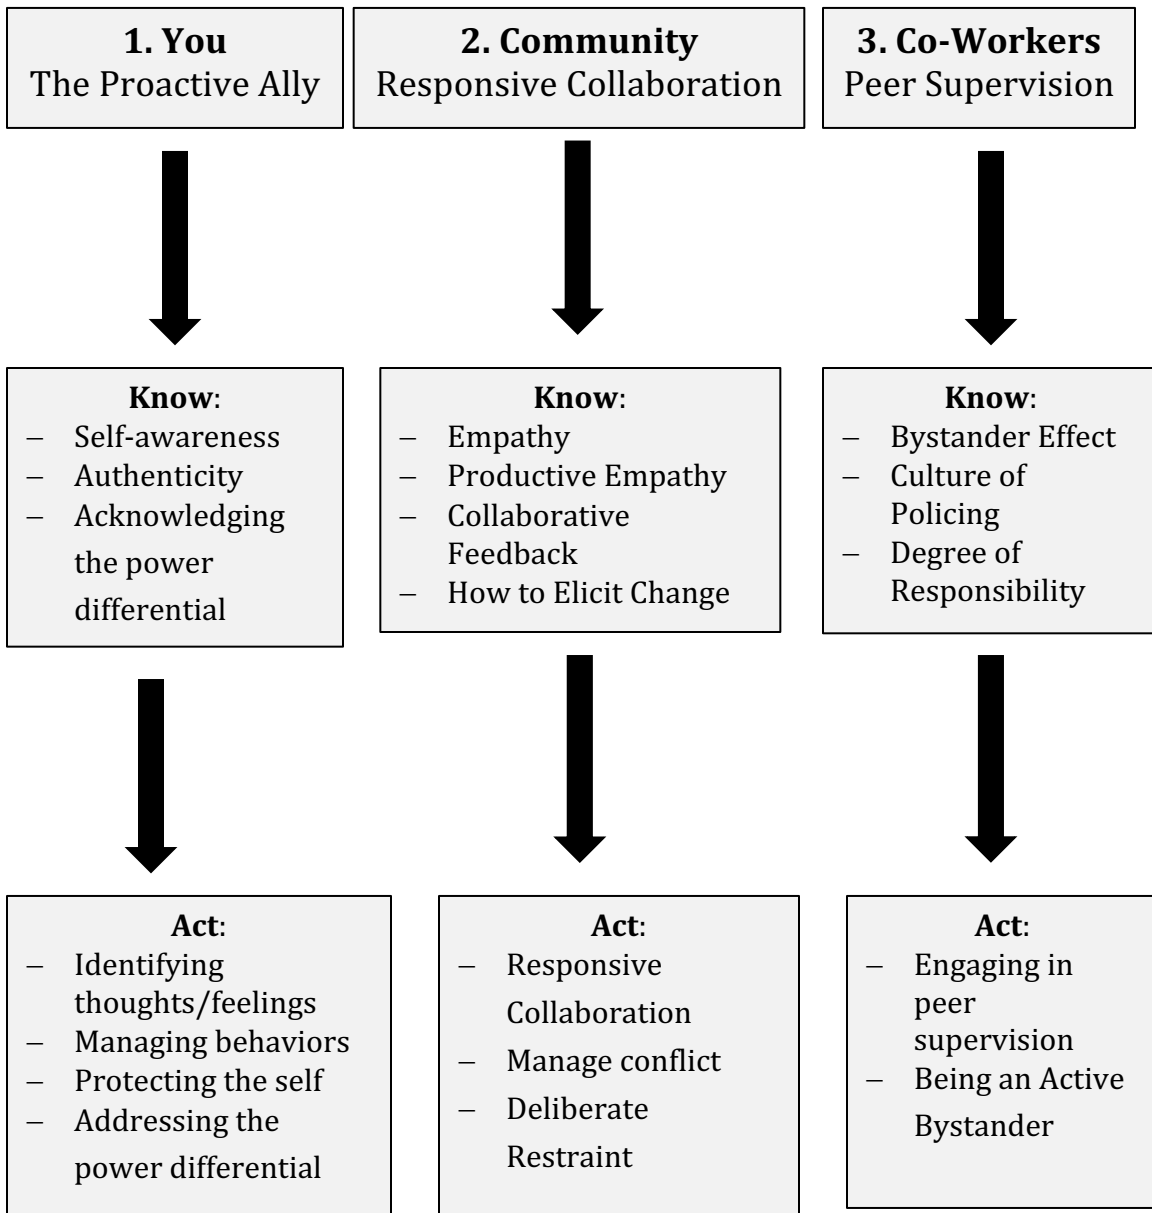 1. You
The Proactive Ally
2. Community
Responsive Collaboration
3. Co-Workers
Peer Supervision
Know:
– Self-awareness
– Authenticity
– Acknowledging
the power
differential
Know:
– Empathy
– Productive Empathy
– Collaborative
Feedback
– How to Elicit Change
Know:
– Bystander Effect
– Culture of
Policing
– Degree of
Responsibility
Act:
– Identifying
thoughts/feelings
– Managing behaviors
– Protecting the self
– Addressing the
power differential
Act:
– Responsive
Collaboration
– Manage conflict
– Deliberate
Restraint
Act:
– Engaging in
peer
supervision
– Being an Active
Bystander